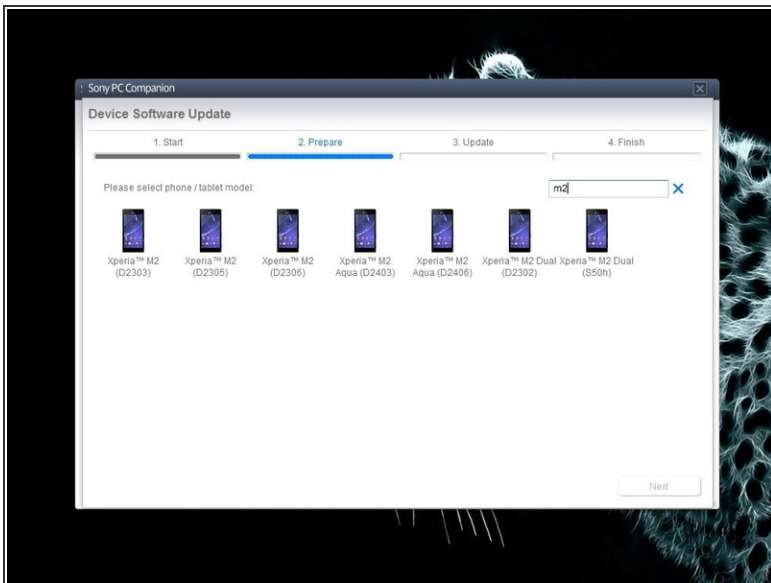 Sony PC Companion
Device Software Update
1. Start
2. Prepare
3. Update
4. Finish
Please select phone / tablet model:
m2
Xperia™ M2
(D2303)
Xperia™ M2
(D2305)
Xperia™ M2
(D2306)
Xperia™ M2
Aqua (D2403)
Xperia™ M2
Aqua (D2406)
Xperia™ M2 Dual
(D2302)
Xperia™ M2 Dual
(S50h)
Next